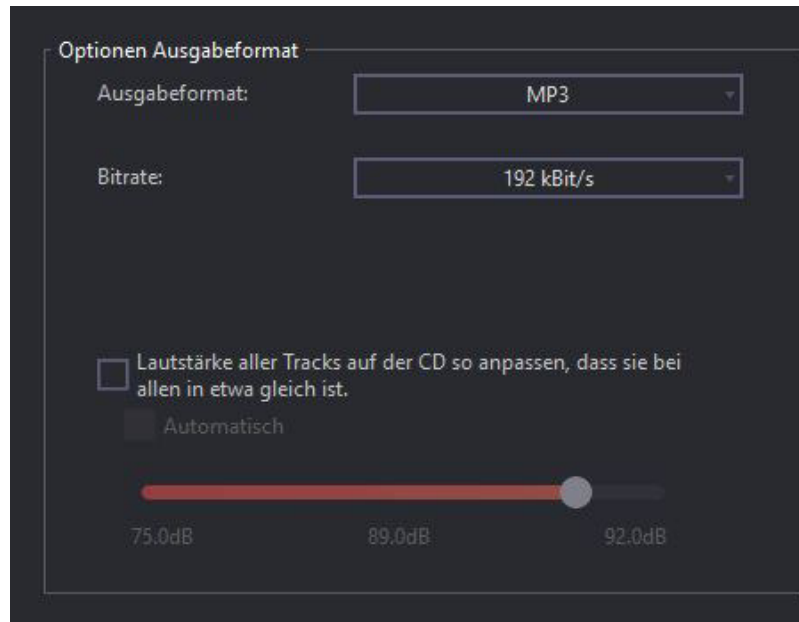 Optionen Ausgabeformat
Ausgabeformat: MP3
Bitrate: 192 kBit/s
Lautstärke aller Tracks auf der CD so anpassen, dass sie bei
allen in etwa gleich ist.
Automatisch
75.0dB 89.0dB 92.0dB